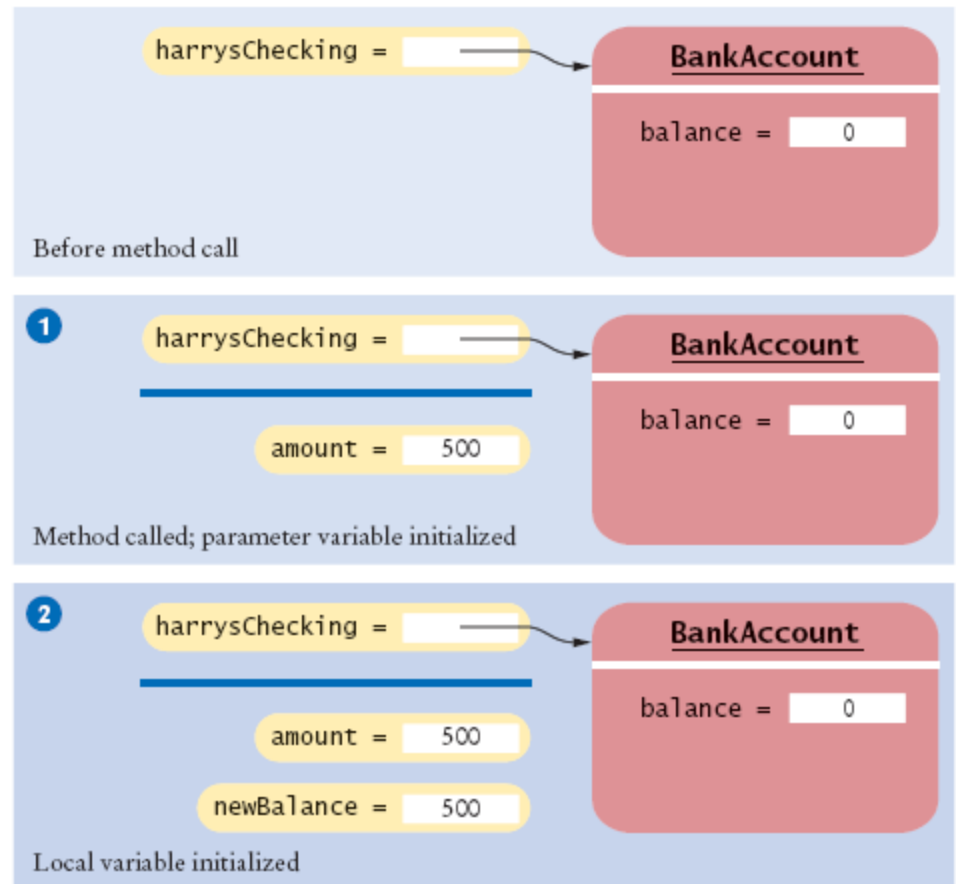 harrysChecking =
BankAccount
balance = 0
Before method call
1
harrysChecking =
BankAccount
balance = 0
amount = 500
Method called; parameter variable initialized
2
harrysChecking =
BankAccount
balance = 0
amount = 500
newBalance = 500
Local variable initialized